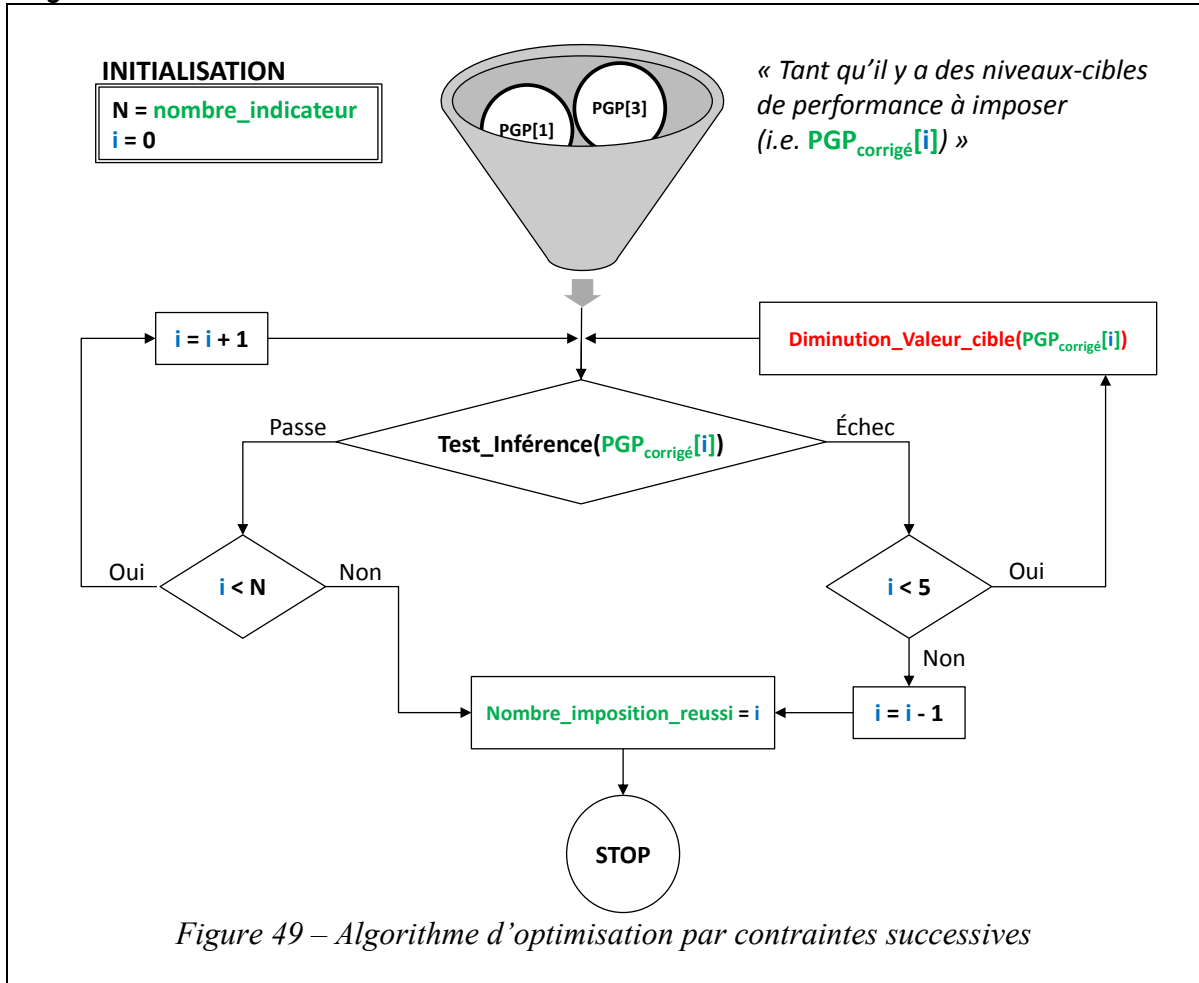 INITIALISATION
N = nombre_indicateur
i = 0
PGP[1]
PGP[3]
« Tant qu'il y a des niveaux-cibles
de performance à imposer
(i.e. PGPcorrigé[i]) »
i = i + 1
Diminution_Valeur_cible(PGPcorrigé[i])
Passe
Test_Inférence(PGPcorrigé[i])
Échec
Oui
i < N
Non
i < 5
Oui
Non
Nombre_imposition_reussi = i
i = i - 1
STOP
Figure 49 – Algorithme d'optimisation par contraintes successives